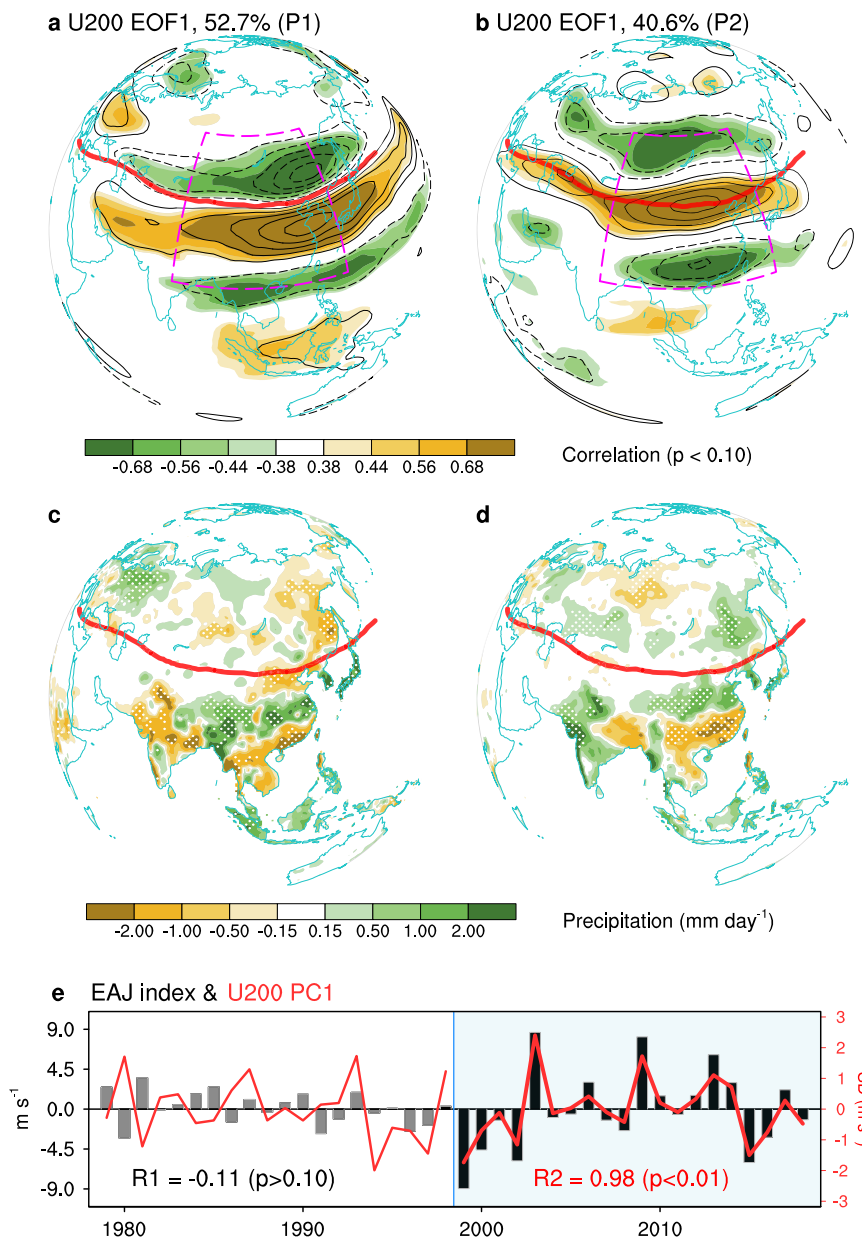 a U200 EOF1, 52.7% (P1)
b U200 EOF1, 40.6% (P2)
-0.68 -0.56 -0.44 -0.38 0.38 0.44 0.56 0.68
Correlation (p < 0.10)
c
d
-2.00 -1.00 -0.50 -0.15 0.15 0.50 1.00 2.00
Precipitation (mm day⁻¹)
e EAJ index & U200 PC1
9.0
4.5
0.0
-4.5
-9.0
m s⁻¹
3
2
1
0
-1
-2
-3
R1 = -0.11 (p>0.10)
R2 = 0.98 (p<0.01)
1980 1990 2000 2010